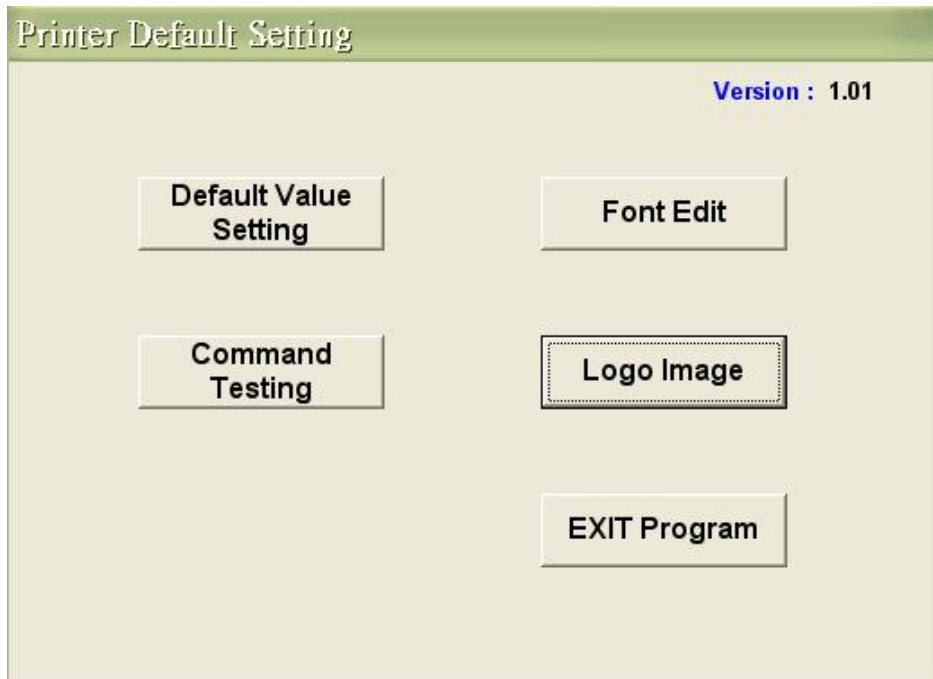 Printer Default Setting
Version : 1.01
Default Value
Setting
Font Edit
Command
Testing
Logo Image
EXIT Program